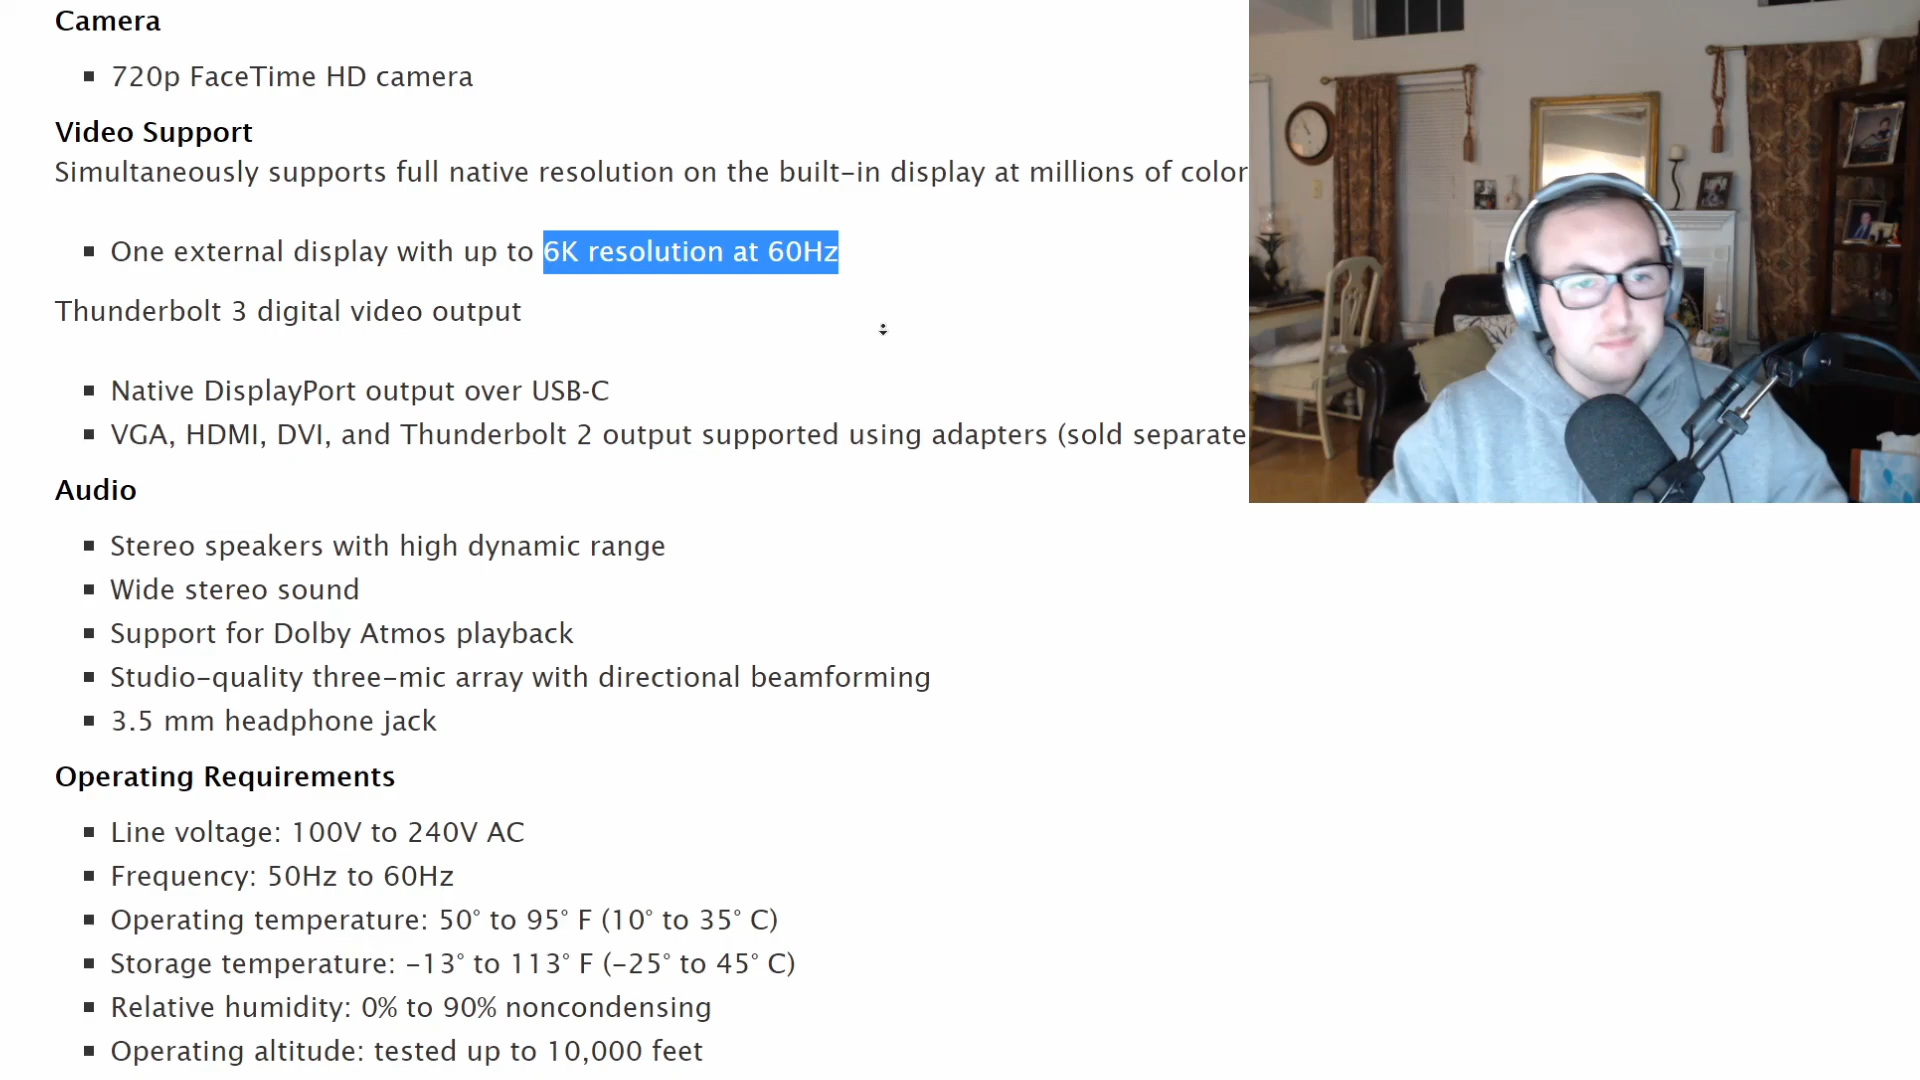 Camera
720p FaceTime HD camera
Video Support
Simultaneously supports full native resolution on the built-in display at millions of color
One external display with up to 6K resolution at 60Hz
Thunderbolt 3 digital video output
Native DisplayPort output over USB-C
VGA, HDMI, DVI, and Thunderbolt 2 output supported using adapters (sold separate
Audio
Stereo speakers with high dynamic range
Wide stereo sound
Support for Dolby Atmos playback
Studio-quality three-mic array with directional beamforming
3.5 mm headphone jack
Operating Requirements
Line voltage: 100V to 240V AC
Frequency: 50Hz to 60Hz
Operating temperature: 50° to 95° F (10° to 35° C)
Storage temperature: -13° to 113° F (-25° to 45° C)
Relative humidity: 0% to 90% noncondensing
Operating altitude: tested up to 10,000 feet